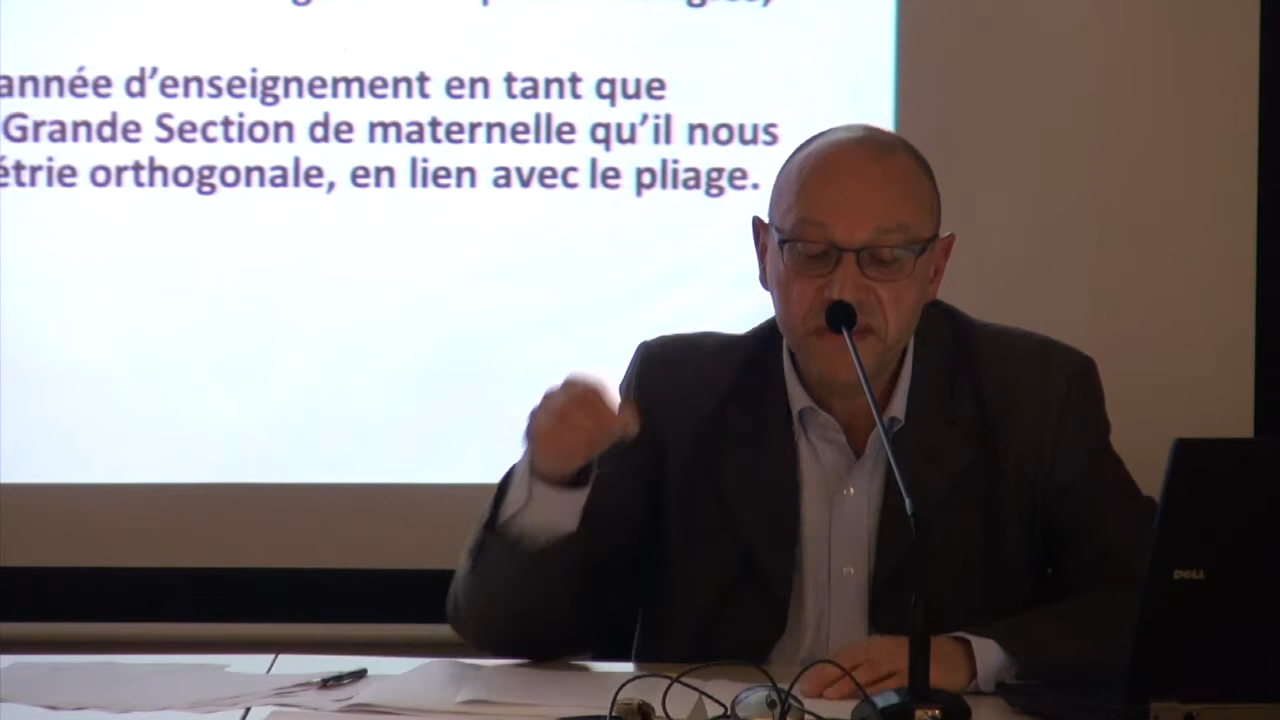 année d’enseignement en tant que
Grande Section de maternelle qu’il nous
étrie orthogonale, en lien avec le pliage.
DELL